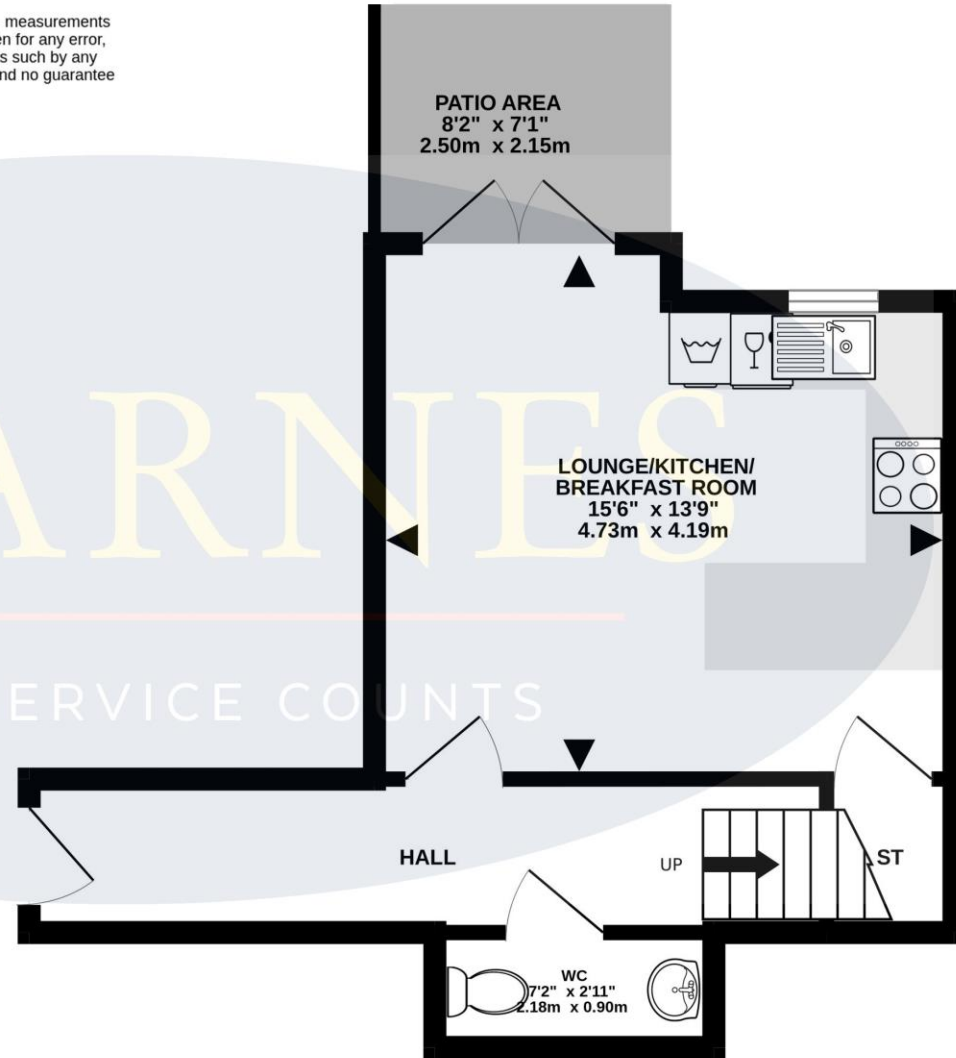 measurements
for any error,
such by any
no guarantee
PATIO AREA
8'2" x 7'1"
2.50m x 2.15m
LOUNGE/KITCHEN/
BREAKFAST ROOM
15'6" x 13'9"
4.73m x 4.19m
ARNES
ERVICE COUNTS
HALL
UP
ST
WC
7'2" x 2'11"
2.18m x 0.90m